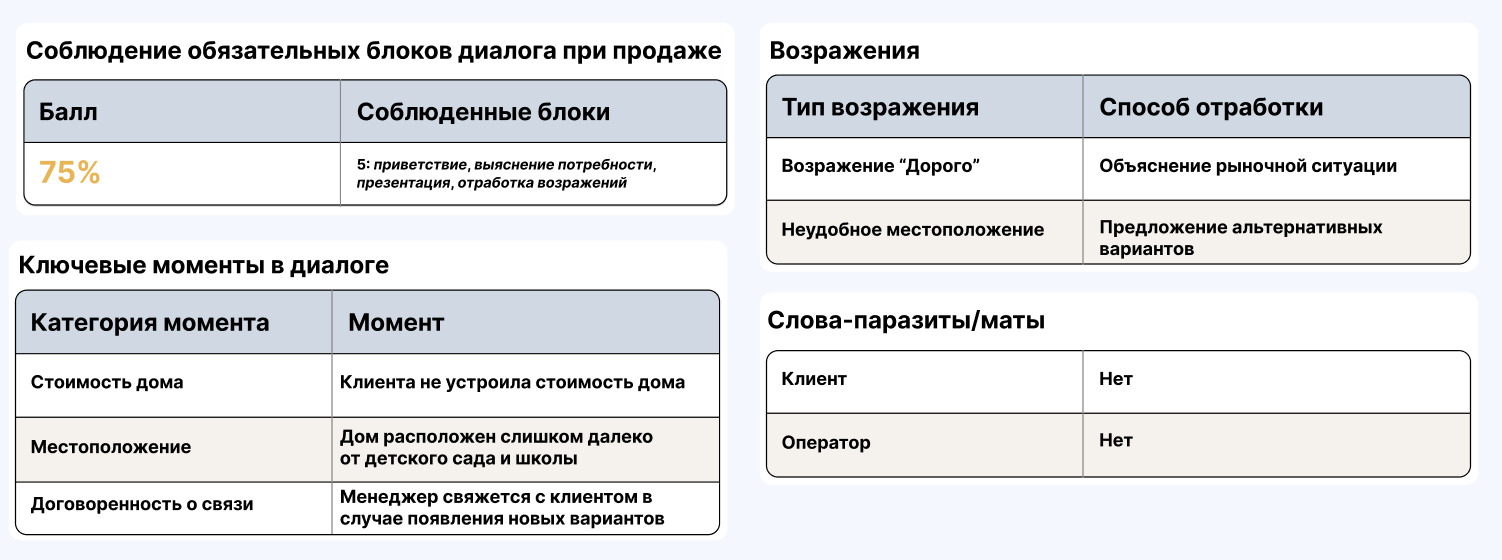 Соблюдение обязательных блоков диалога при продаже
Балл
Соблюденные блоки
75%
5: приветствие, выяснение потребности,
презентация, отработка возражений
Ключевые моменты в диалоге
Категория момента
Момент
Стоимость дома
Клиента не устроила стоимость дома
Местоположение
Дом расположен слишком далеко
от детского сада и школы
Договоренность о связи
Менеджер свяжется с клиентом в
случае появления новых вариантов
Возражения
Тип возражения
Способ отработки
Возражение “Дорого”
Объяснение рыночной ситуации
Неудобное местоположение
Предложение альтернативных
вариантов
Слова-паразиты/маты
Клиент
Нет
Оператор
Нет